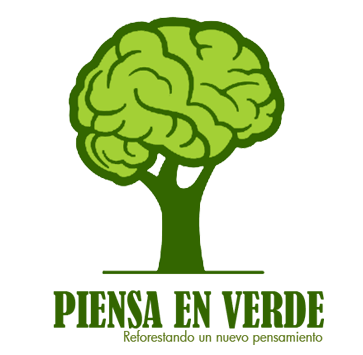 PIENSA EN VERDE
Reforestando un nuevo pensamiento